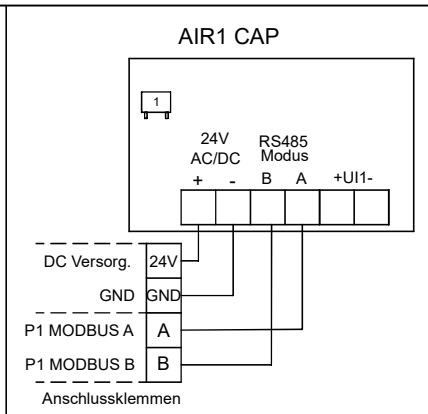 AIR1 CAP
1
24V
AC/DC
RS485
Modus
+ - B A +UI1-
DC Versorg. 24V
GND GND
P1 MODBUS A A
P1 MODBUS B B
Anschlussklemmen